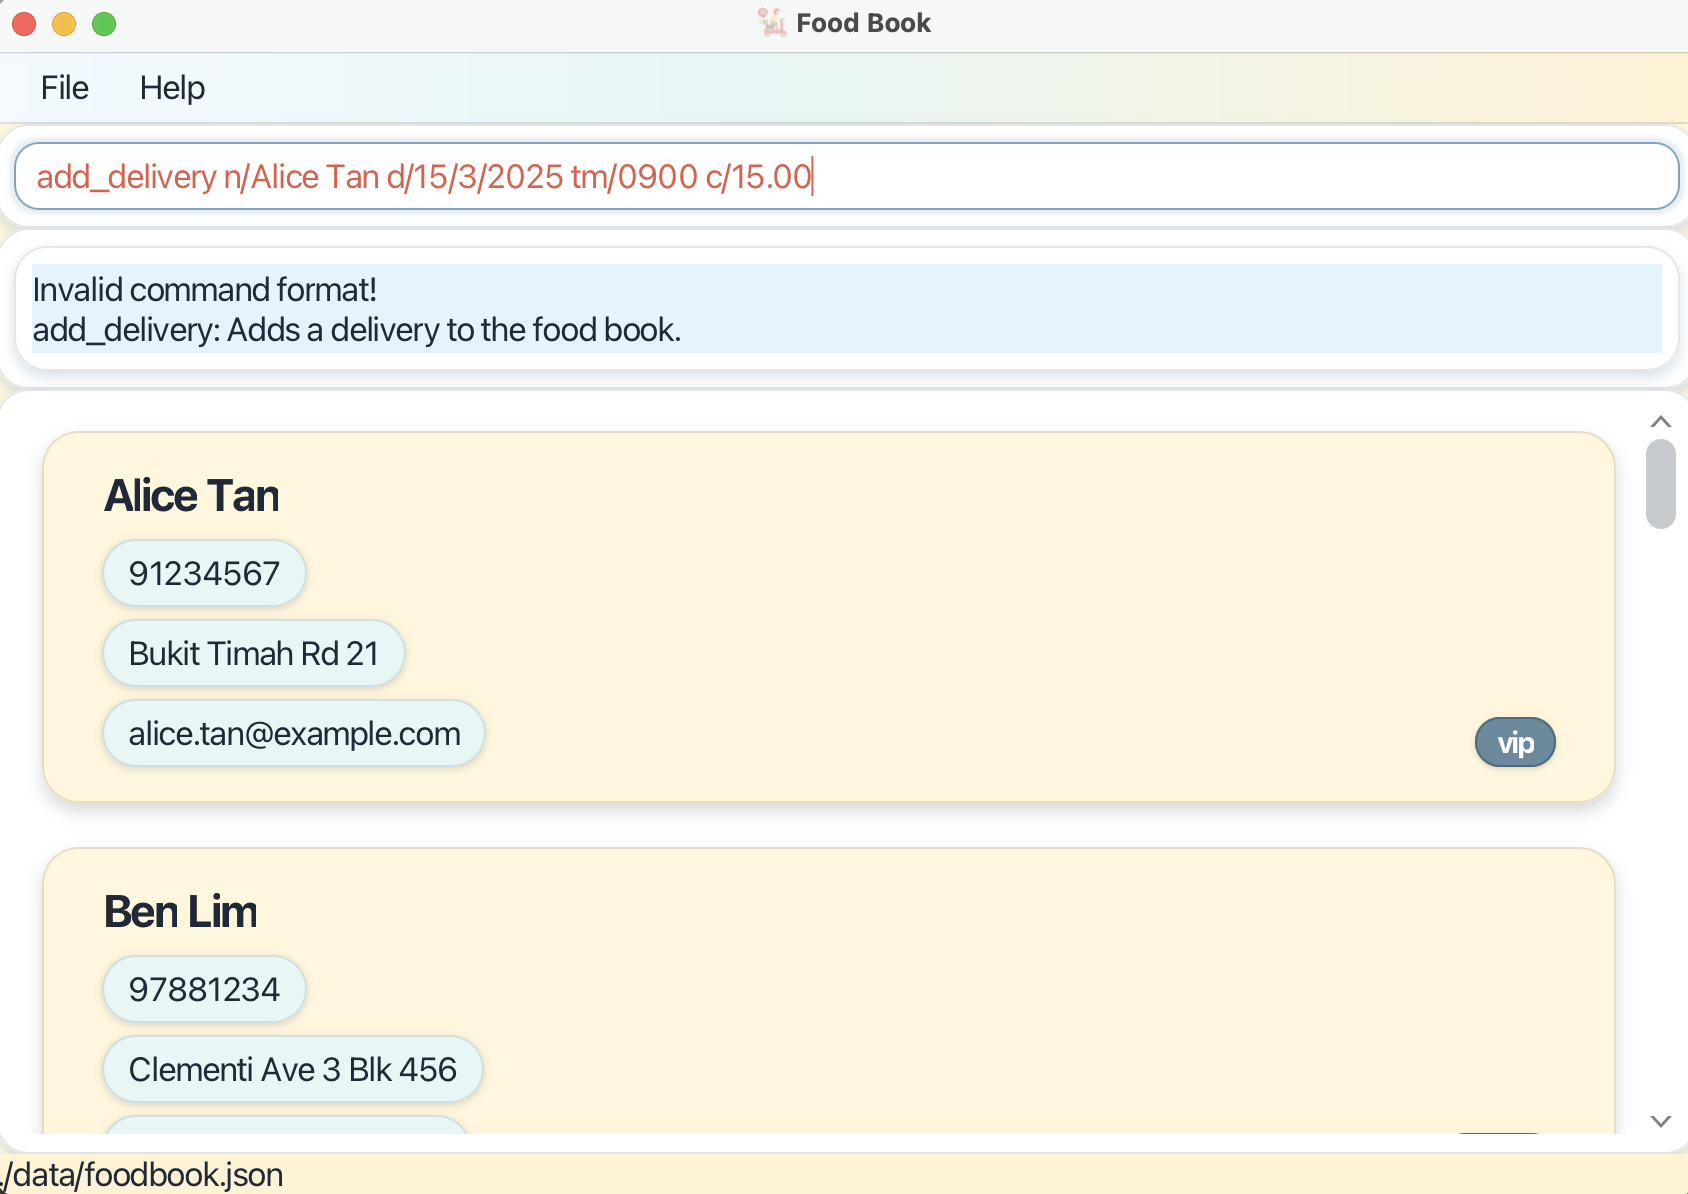 Food Book
File Help
add_delivery n/Alice Tan d/15/3/2025 tm/0900 c/15.00
Invalid command format!
add_delivery: Adds a delivery to the food book.
Alice Tan
91234567
Bukit Timah Rd 21
alice.tan@example.com
vip
Ben Lim
97881234
Clementi Ave 3 Blk 456
./data/foodbook.json